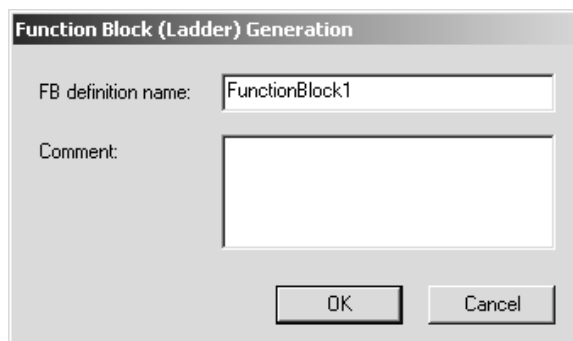 Function Block (Ladder) Generation
FB definition name: FunctionBlock1
Comment:
OK Cancel